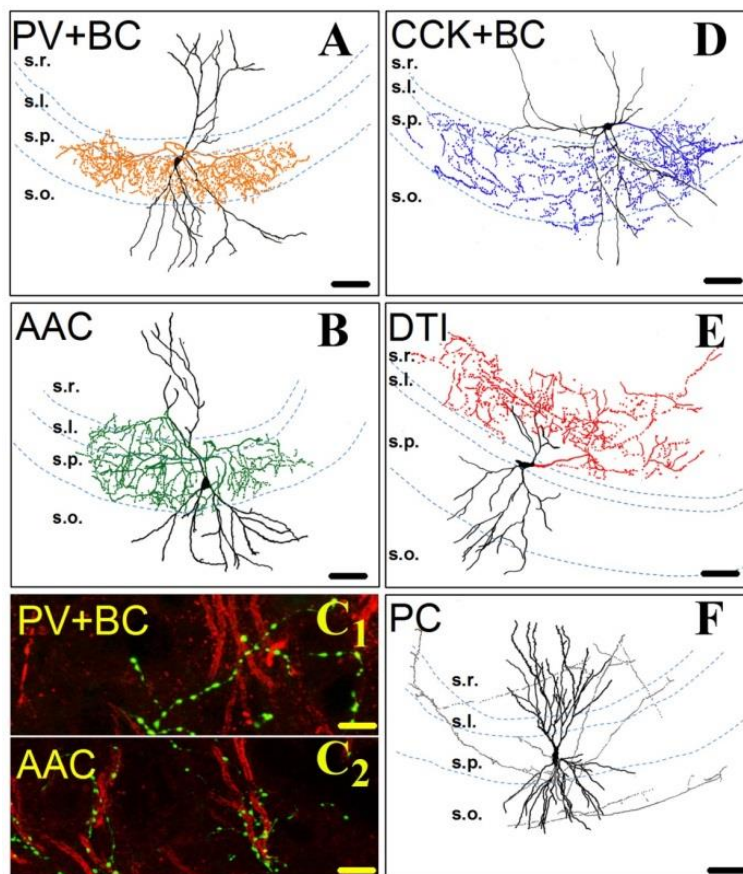 PV+BC A
s.r.
s.l.
s.p.
s.o.
CCK+BC D
s.r.
s.l.
s.p.
s.o.
AAC B
s.r.
s.l.
s.p.
s.o.
DTI E
s.r.
s.l.
s.p.
s.o.
PV+BC C1
AAC C2
PC F
s.r.
s.l.
s.p.
s.o.